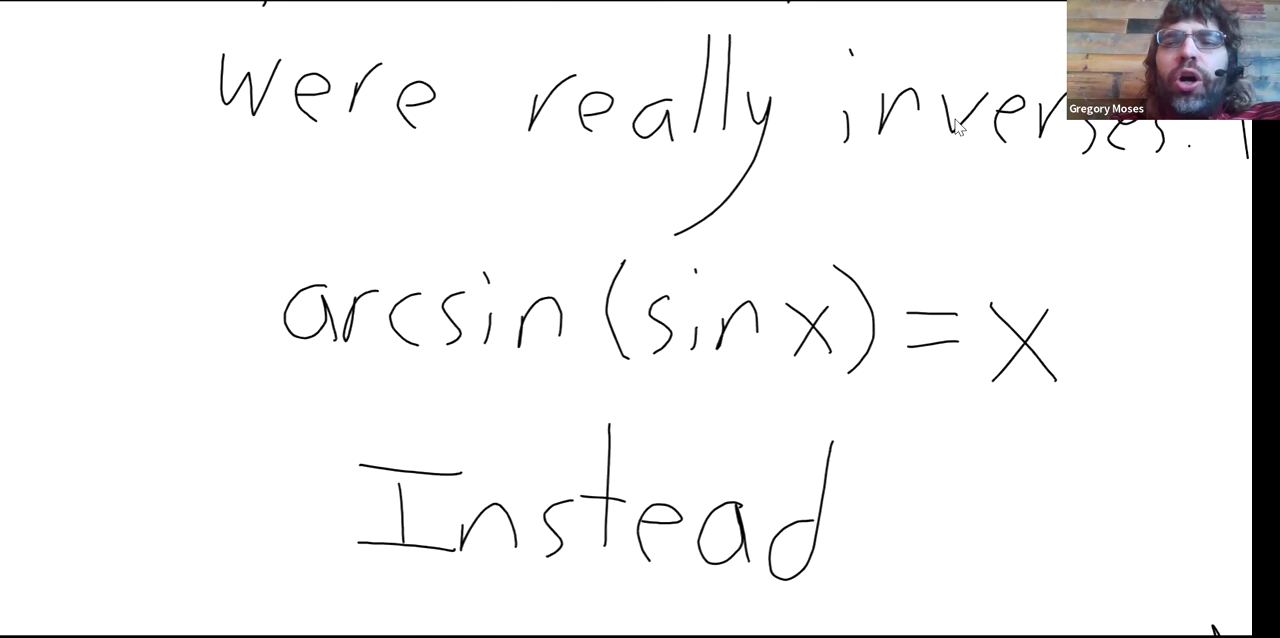 were really inverses.
Gregory Moses
arcsin(sin x) = x
Instead